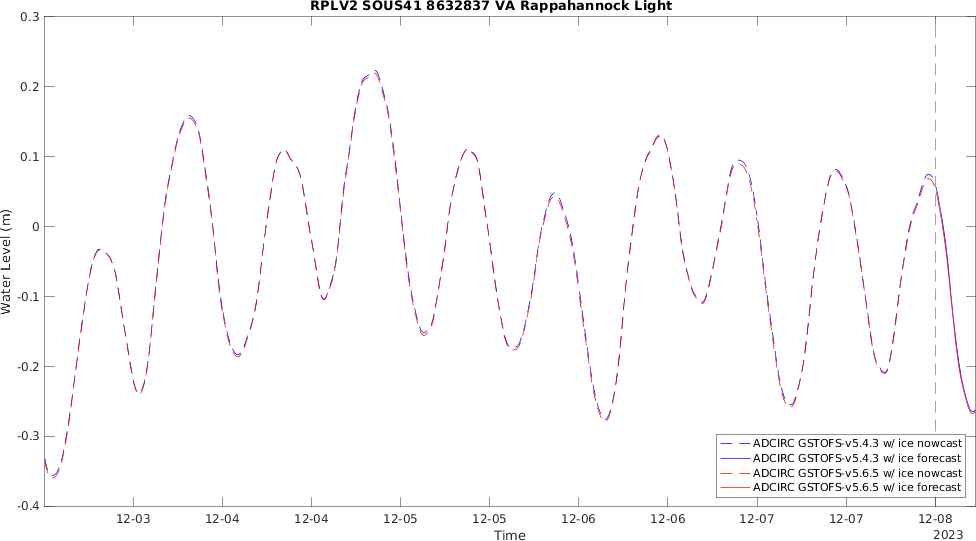 RPLV2 SOUS41 8632837 VA Rappahannock Light
0.3
0.2
0.1
0
-0.1
-0.2
-0.3
-0.4
Water Level (m)
12-03
12-04
12-04
12-05
12-05
12-06
12-06
12-07
12-07
12-08
2023
Time
ADCIRC GSTOFS-v5.4.3 w/ ice nowcast
ADCIRC GSTOFS-v5.4.3 w/ ice forecast
ADCIRC GSTOFS-v5.6.5 w/ ice nowcast
ADCIRC GSTOFS-v5.6.5 w/ ice forecast